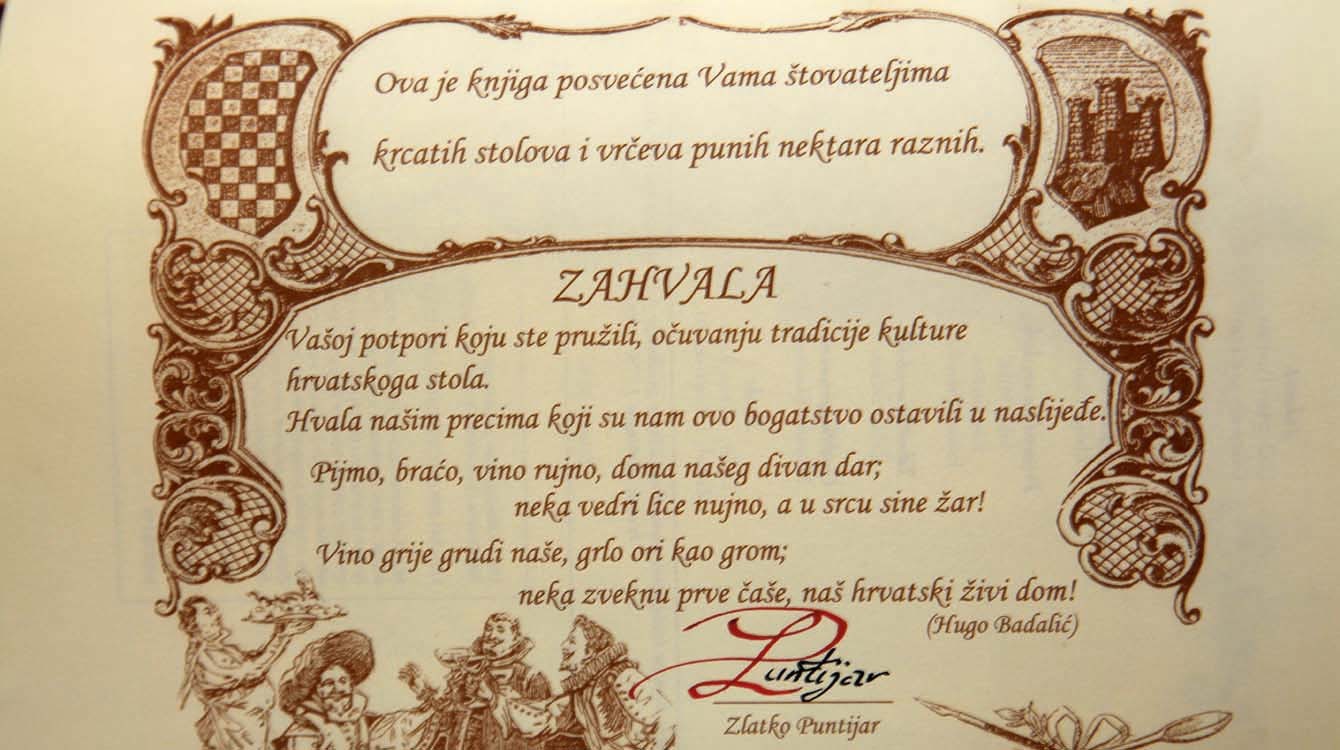 Ova je knjiga posvećena Vama štovateljima
krcatih stolova i vrčeva punih nektara raznih.
ZAHVALA
Vašoj potpori koju ste pružili, očuvanju tradicije kulture
hrvatskoga stola.
Hvala našim precima koji su nam ovo bogatstvo ostavili u naslijeđe.
Pijmo, braćo, vino rujno, doma našeg divan dar;
neka vedri lice nujno, a u srcu sine žar!
Vino grije grudi naše, grlo ori kao grom;
neka zveknu prve čaše, naš hrvatski živi dom!
(Hugo Badalić)
Puntijar
Zlatko Puntijar